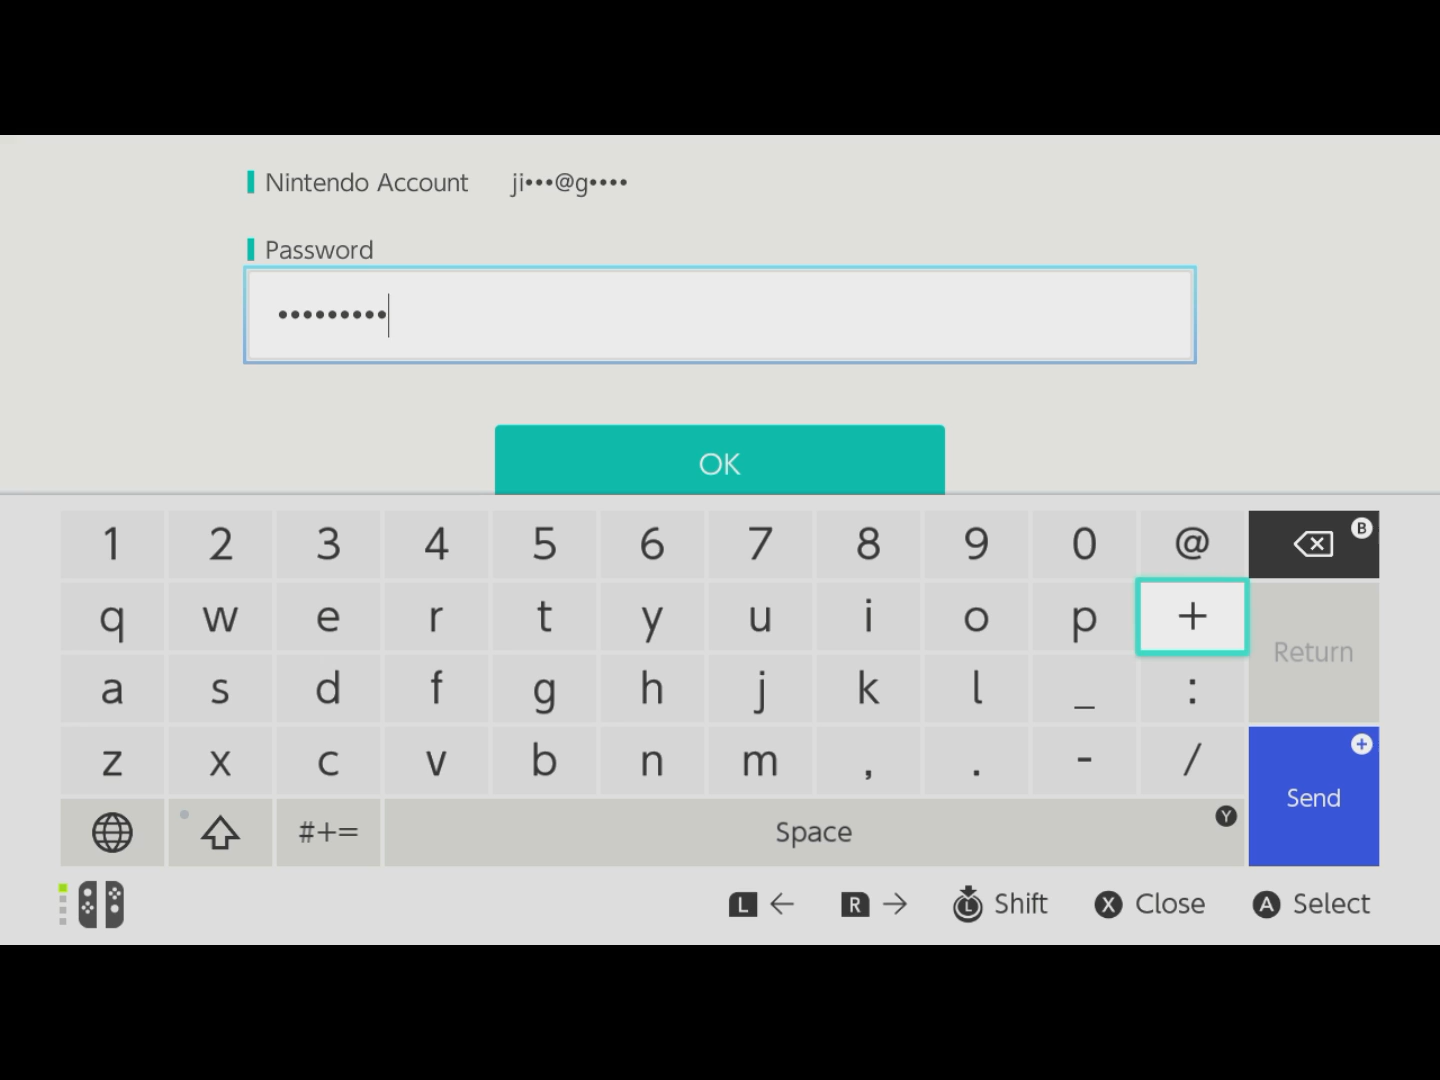 Nintendo Account ji•••@g••••
Password
•••••••••
OK
1 2 3 4 5 6 7 8 9 0 @ B
q w e r t y u i o p +
Return
a s d f g h j k l _ :
z x c v b n m , . - / +
Send
#+= Space Y
L ← R → L Shift X Close A Select